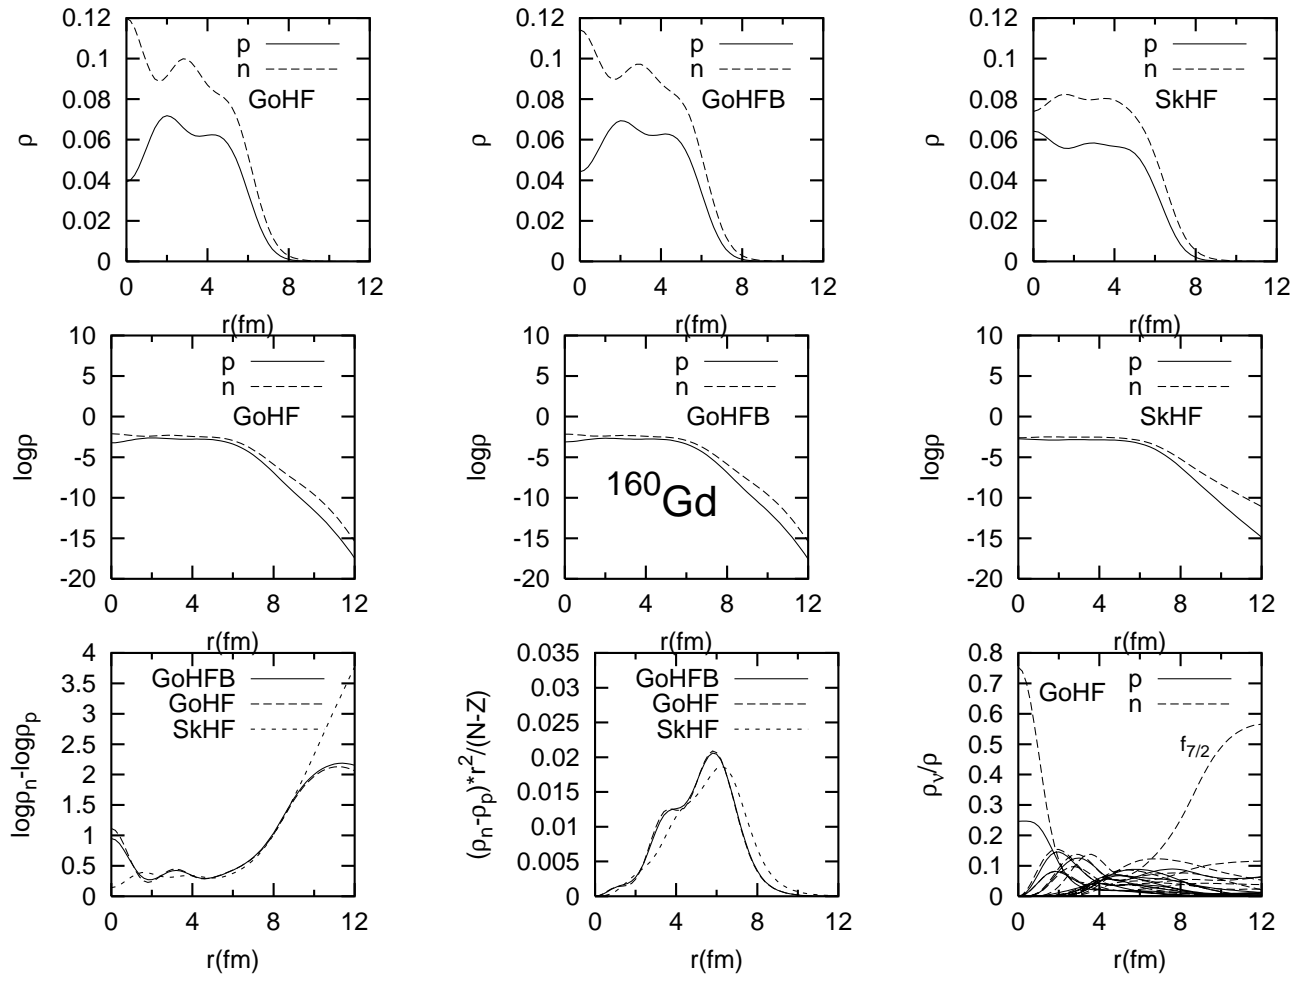 0.12
0.1
0.08
0.06
0.04
0.02
0
ρ
p
n
GoHF
0 4 8 12
r(fm)
0.12
0.1
0.08
0.06
0.04
0.02
0
ρ
p
n
GoHFB
0 4 8 12
r(fm)
0.12
0.1
0.08
0.06
0.04
0.02
0
ρ
p
n
SkHF
0 4 8 12
r(fm)
10
5
0
-5
-10
-15
-20
logρ
p
n
GoHF
0 4 8 12
r(fm)
10
5
0
-5
-10
-15
-20
logρ
p
n
GoHFB
¹⁶⁰Gd
0 4 8 12
r(fm)
10
5
0
-5
-10
-15
-20
logρ
p
n
SkHF
0 4 8 12
r(fm)
4
3.5
3
2.5
2
1.5
1
0.5
0
logρₙ-logρₚ
GoHFB
GoHF
SkHF
0 4 8 12
r(fm)
0.035
0.03
0.025
0.02
0.015
0.01
0.005
0
(ρₙ-ρₚ)*r²/(N-Z)
GoHFB
GoHF
SkHF
0 4 8 12
r(fm)
0.8
0.7
0.6
0.5
0.4
0.3
0.2
0.1
0
ρᵥ/ρ
GoHF
p
n
f7/2
0 4 8 12
r(fm)